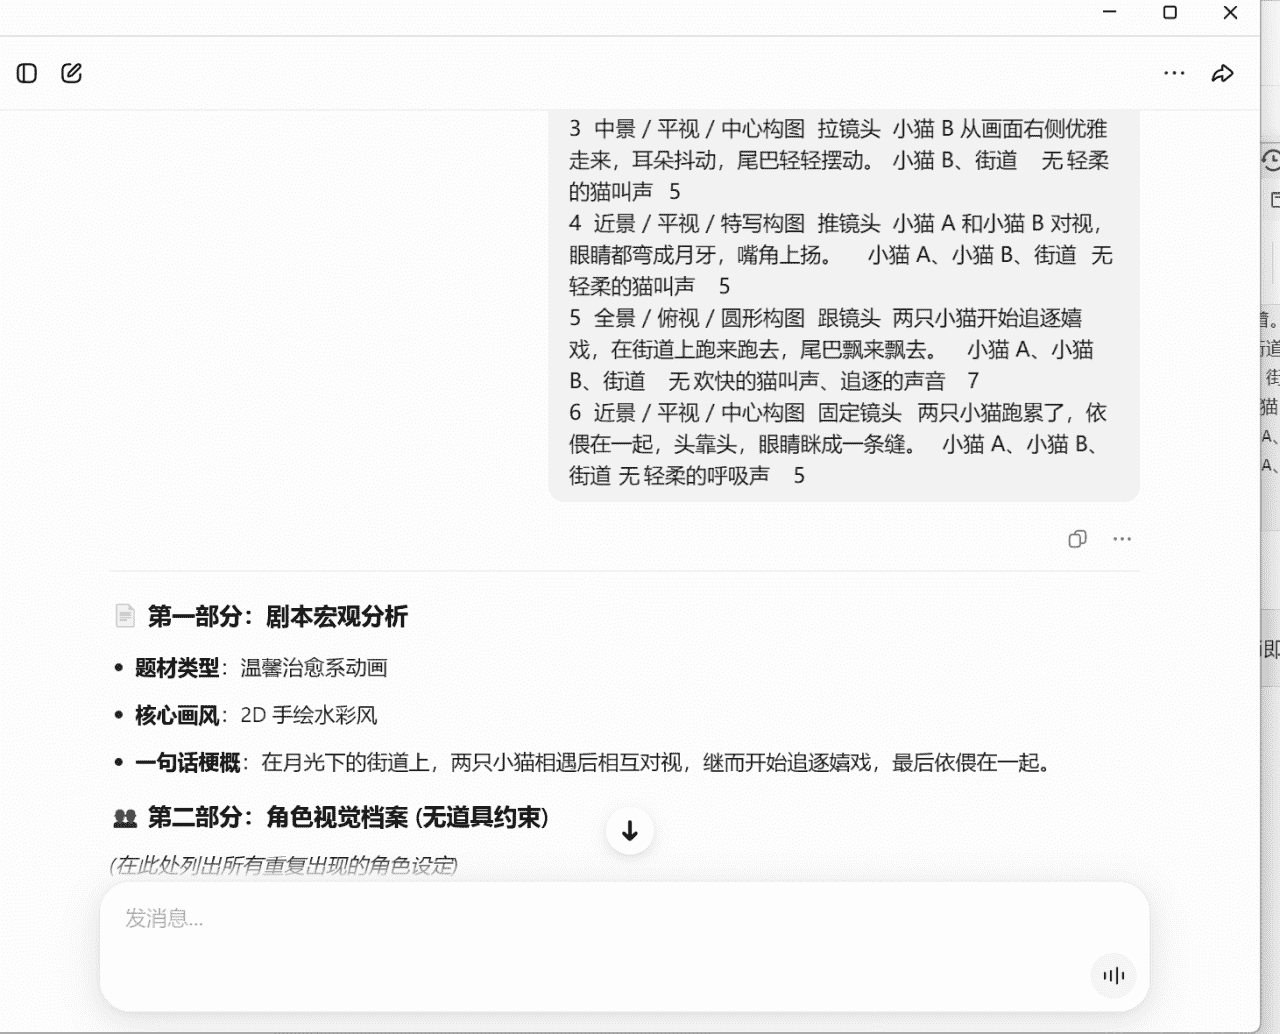 3 中景 / 平视 / 中心构图 拉镜头 小猫 B 从画面右侧优雅
走来，耳朵抖动，尾巴轻轻摆动。 小猫 B、街道 无 轻柔
的猫叫声 5
4 近景 / 平视 / 特写构图 推镜头 小猫 A 和小猫 B 对视，
眼睛都弯成月牙，嘴角上扬。 小猫 A、小猫 B、街道 无
轻柔的猫叫声 5
5 全景 / 俯视 / 圆形构图 跟镜头 两只小猫开始追逐嬉
戏，在街道上跑来跑去，尾巴飘来飘去。 小猫 A、小猫
B、街道 无 欢快的猫叫声、追逐的声音 7
6 近景 / 平视 / 中心构图 固定镜头 两只小猫跑累了，依
偎在一起，头靠头，眼睛眯成一条缝。 小猫 A、小猫 B、
街道 无 轻柔的呼吸声 5
第一部分：剧本宏观分析
• 题材类型：温馨治愈系动画
• 核心画风：2D 手绘水彩风
• 一句话梗概：在月光下的街道上，两只小猫相遇后相互对视，继而开始追逐嬉戏，最后依偎在一起。
第二部分：角色视觉档案 (无道具约束)
(在此处列出所有重复出现的角色设定)
发消息...
着。
街道
街
猫
A、
A、
即